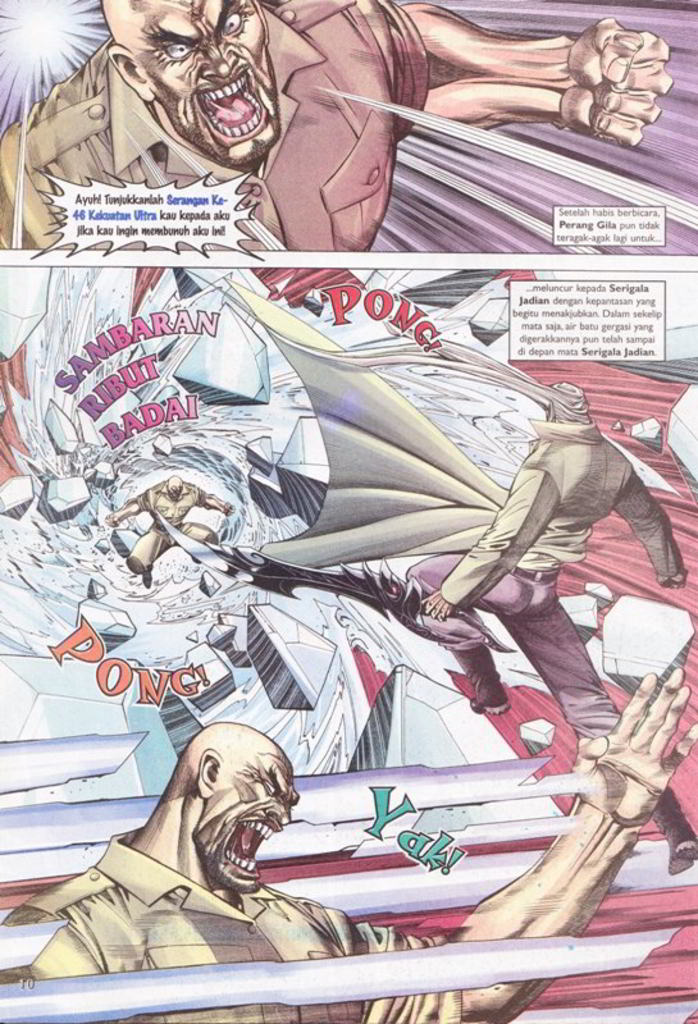 Ayuh! Tunjukkanlah Serangan Ke-
46 Kekuatan Ultra kau kepada aku
jika kau ingin membunuh aku ini!
Setelah habis berbicara,
Perang Gila pun tidak
teragak-agak lagi untuk...
...meluncur kepada Serigala
Jadian dengan kepantasan yang
begitu menakjubkan. Dalam sekelip
mata saja, air batu gergasi yang
digerakkannya pun telah sampai
di depan mata Serigala Jadian.
PONG!
SAMBARAN
RIBUT
BADAI
PONG!
Yak!
10